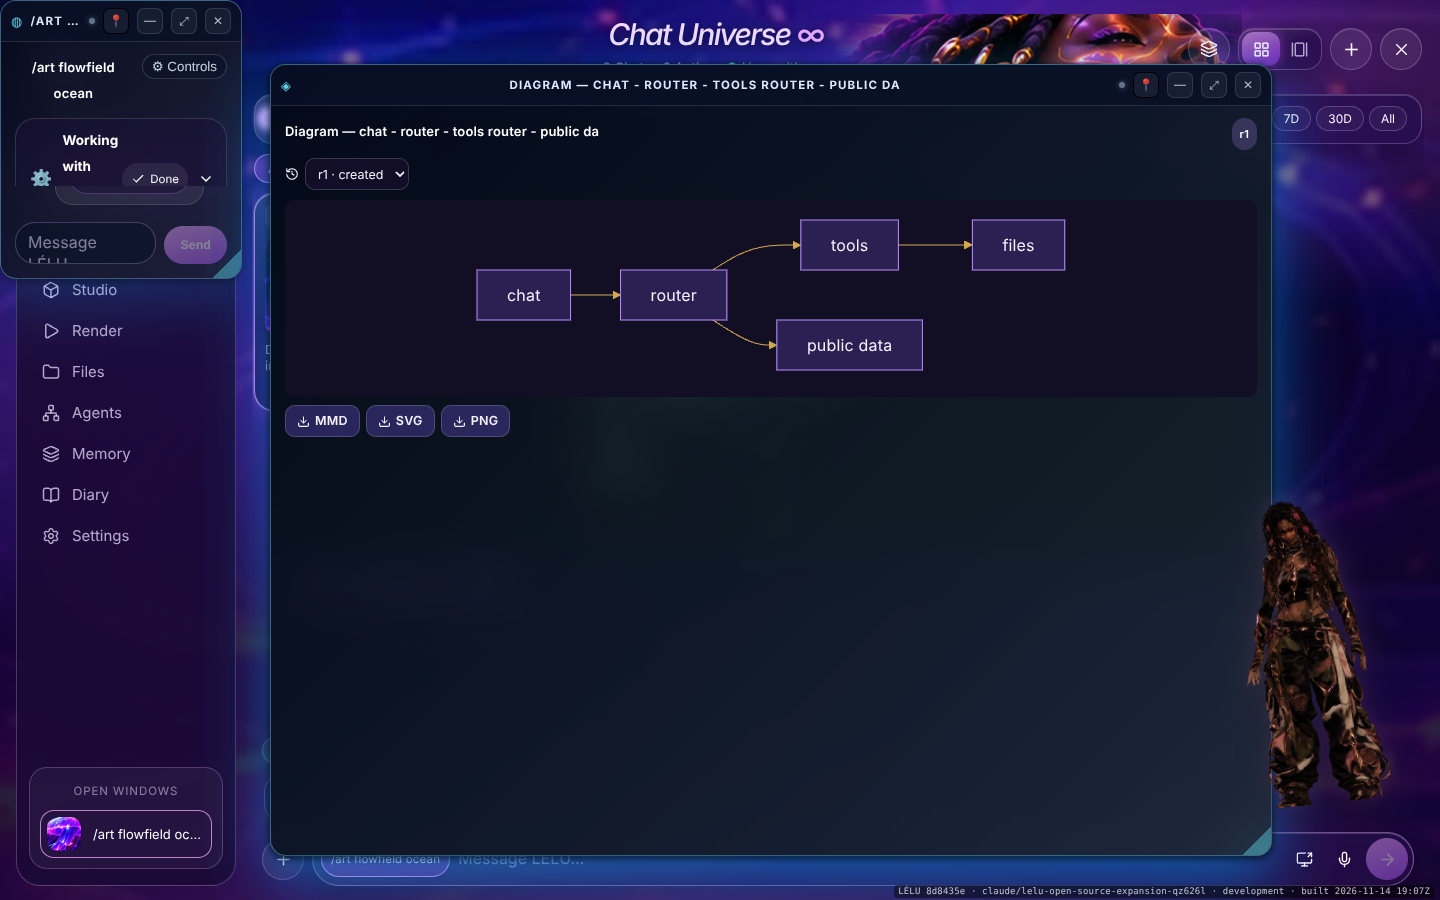 /ART ...
/art flowfield
ocean
Controls
Working
with
Done
Message
Send
Chat Universe ∞
7D
30D
All
DIAGRAM — CHAT - ROUTER - TOOLS ROUTER - PUBLIC DA
Diagram — chat - router - tools router - public da
r1
r1 · created
chat
router
tools
files
public data
MMD
SVG
PNG
Studio
Render
Files
Agents
Memory
Diary
Settings
OPEN WINDOWS
/art flowfield oc...
/art flowfield ocean
Message LÉLU...
LÉLU 8d8435e · claude/lelu-open-source-expansion-qz626l · development · built 2026-11-14 19:07Z